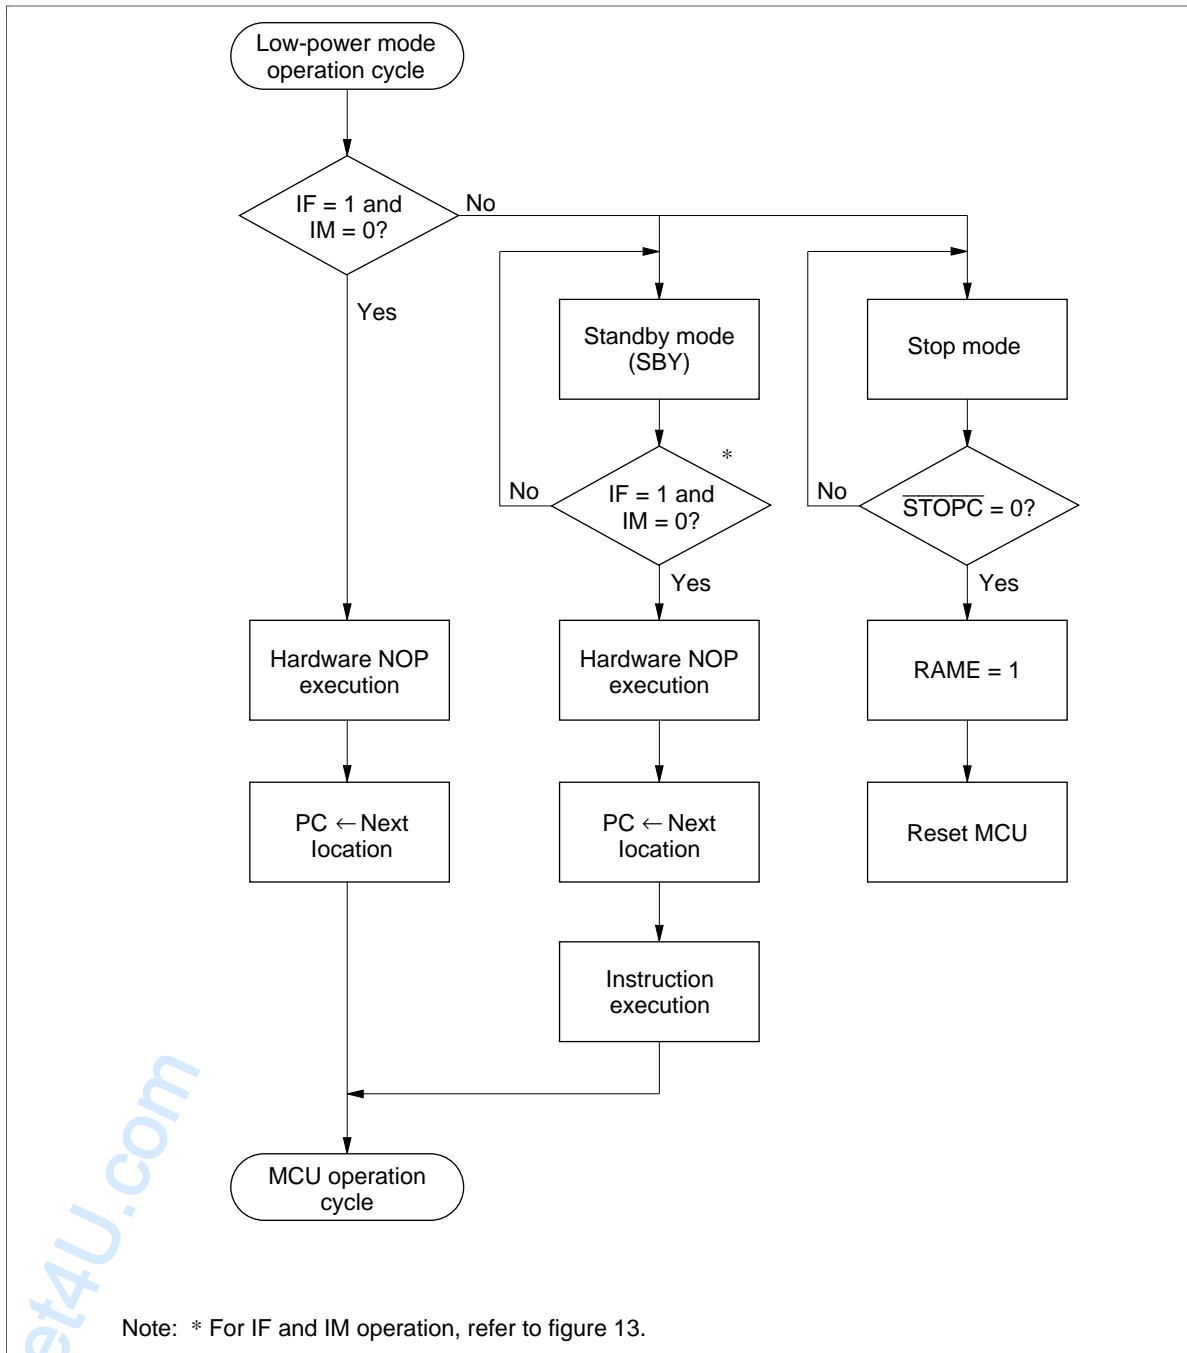 Low-power mode
operation cycle
IF = 1 and
IM = 0?
No
Yes
Standby mode
(SBY)
Stop mode
*
No
IF = 1 and
IM = 0?
Yes
No
S̅T̅O̅P̅C̅ = 0?
Yes
Hardware NOP
execution
Hardware NOP
execution
RAME = 1
PC ← Next
location
PC ← Next
location
Reset MCU
Instruction
execution
MCU operation
cycle
Note: * For IF and IM operation, refer to figure 13.
et4U.com